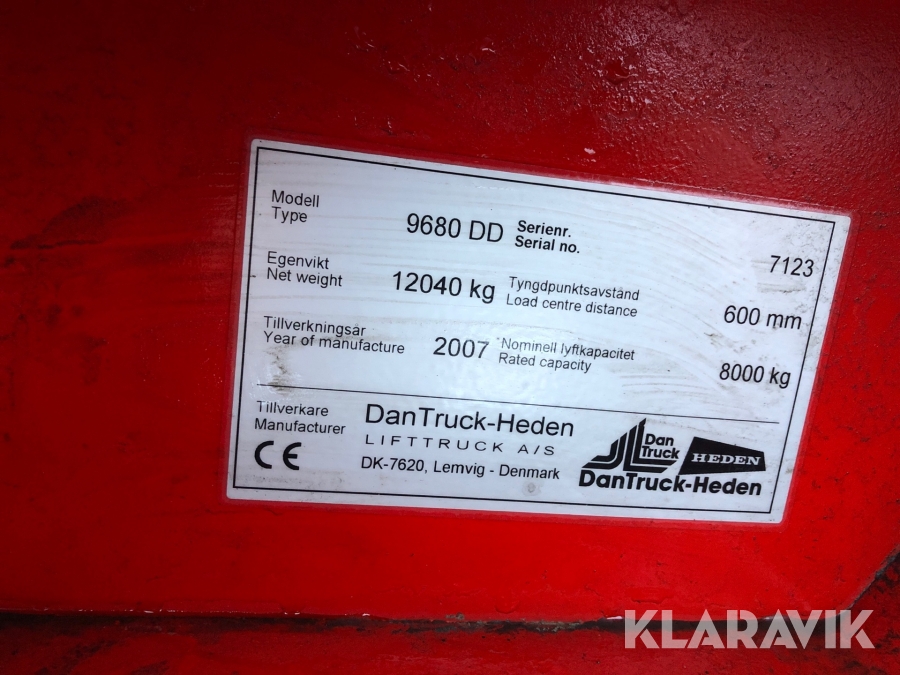 Modell
Type
9680 DD
Serienr.
Serial no.
7123
Egenvikt
Net weight
12040 kg
Tyngdpunktsavstånd
Load centre distance
600 mm
Tillverkningsår
Year of manufacture
2007
Nominell lyftkapacitet
Rated capacity
8000 kg
Tillverkare
Manufacturer
DanTruck-Heden
LIFTTRUCK A/S
DK-7620, Lemvig - Denmark
CE
Dan
Truck
HEDEN
DanTruck-Heden
KLARAVIK